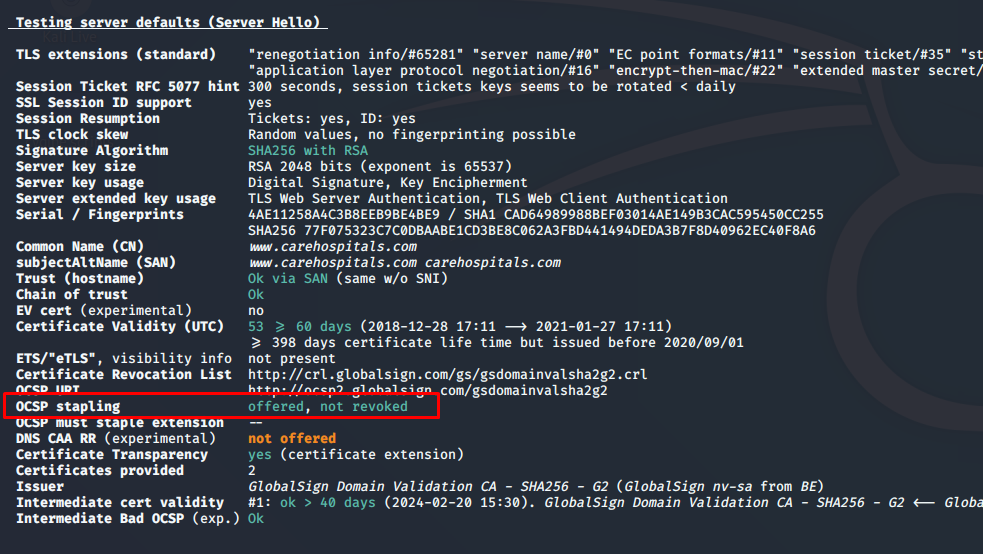 Testing server defaults (Server Hello)
TLS extensions (standard) "renegotiation info/#65281" "server name/#0" "EC point formats/#11" "session ticket/#35" "st
"application layer protocol negotiation/#16" "encrypt-then-mac/#22" "extended master secret/
Session Ticket RFC 5077 hint 300 seconds, session tickets keys seems to be rotated < daily
SSL Session ID support yes
Session Resumption Tickets: yes, ID: yes
TLS clock skew Random values, no fingerprinting possible
Signature Algorithm SHA256 with RSA
Server key size RSA 2048 bits (exponent is 65537)
Server key usage Digital Signature, Key Encipherment
Server extended key usage TLS Web Server Authentication, TLS Web Client Authentication
Serial / Fingerprints 4AE11258A4C3B8EEB9BE4BE9 / SHA1 CAD64989988BEF03014AE149B3CAC595450CC255
SHA256 77F075323C7C0DBAABE1CD3BE8C062A3FBD441494DEDA3B7F8D40962EC40F8A6
Common Name (CN) www.carehospitals.com
subjectAltName (SAN) www.carehospitals.com carehospitals.com
Trust (hostname) Ok via SAN (same w/o SNI)
Chain of trust Ok
EV cert (experimental) no
Certificate Validity (UTC) 53 >= 60 days (2018-12-28 17:11 --> 2021-01-27 17:11)
>= 398 days certificate life time but issued before 2020/09/01
ETS/"eTLS", visibility info not present
Certificate Revocation List http://crl.globalsign.com/gs/gsdomainvalsha2g2.crl
OCSP URI http://ocsp2.globalsign.com/gsdomainvalsha2g2
OCSP stapling offered, not revoked
OCSP must staple extension --
DNS CAA RR (experimental) not offered
Certificate Transparency yes (certificate extension)
Certificates provided 2
Issuer GlobalSign Domain Validation CA - SHA256 - G2 (GlobalSign nv-sa from BE)
Intermediate cert validity #1: ok > 40 days (2024-02-20 15:30). GlobalSign Domain Validation CA - SHA256 - G2 <-- Globa
Intermediate Bad OCSP (exp.) Ok